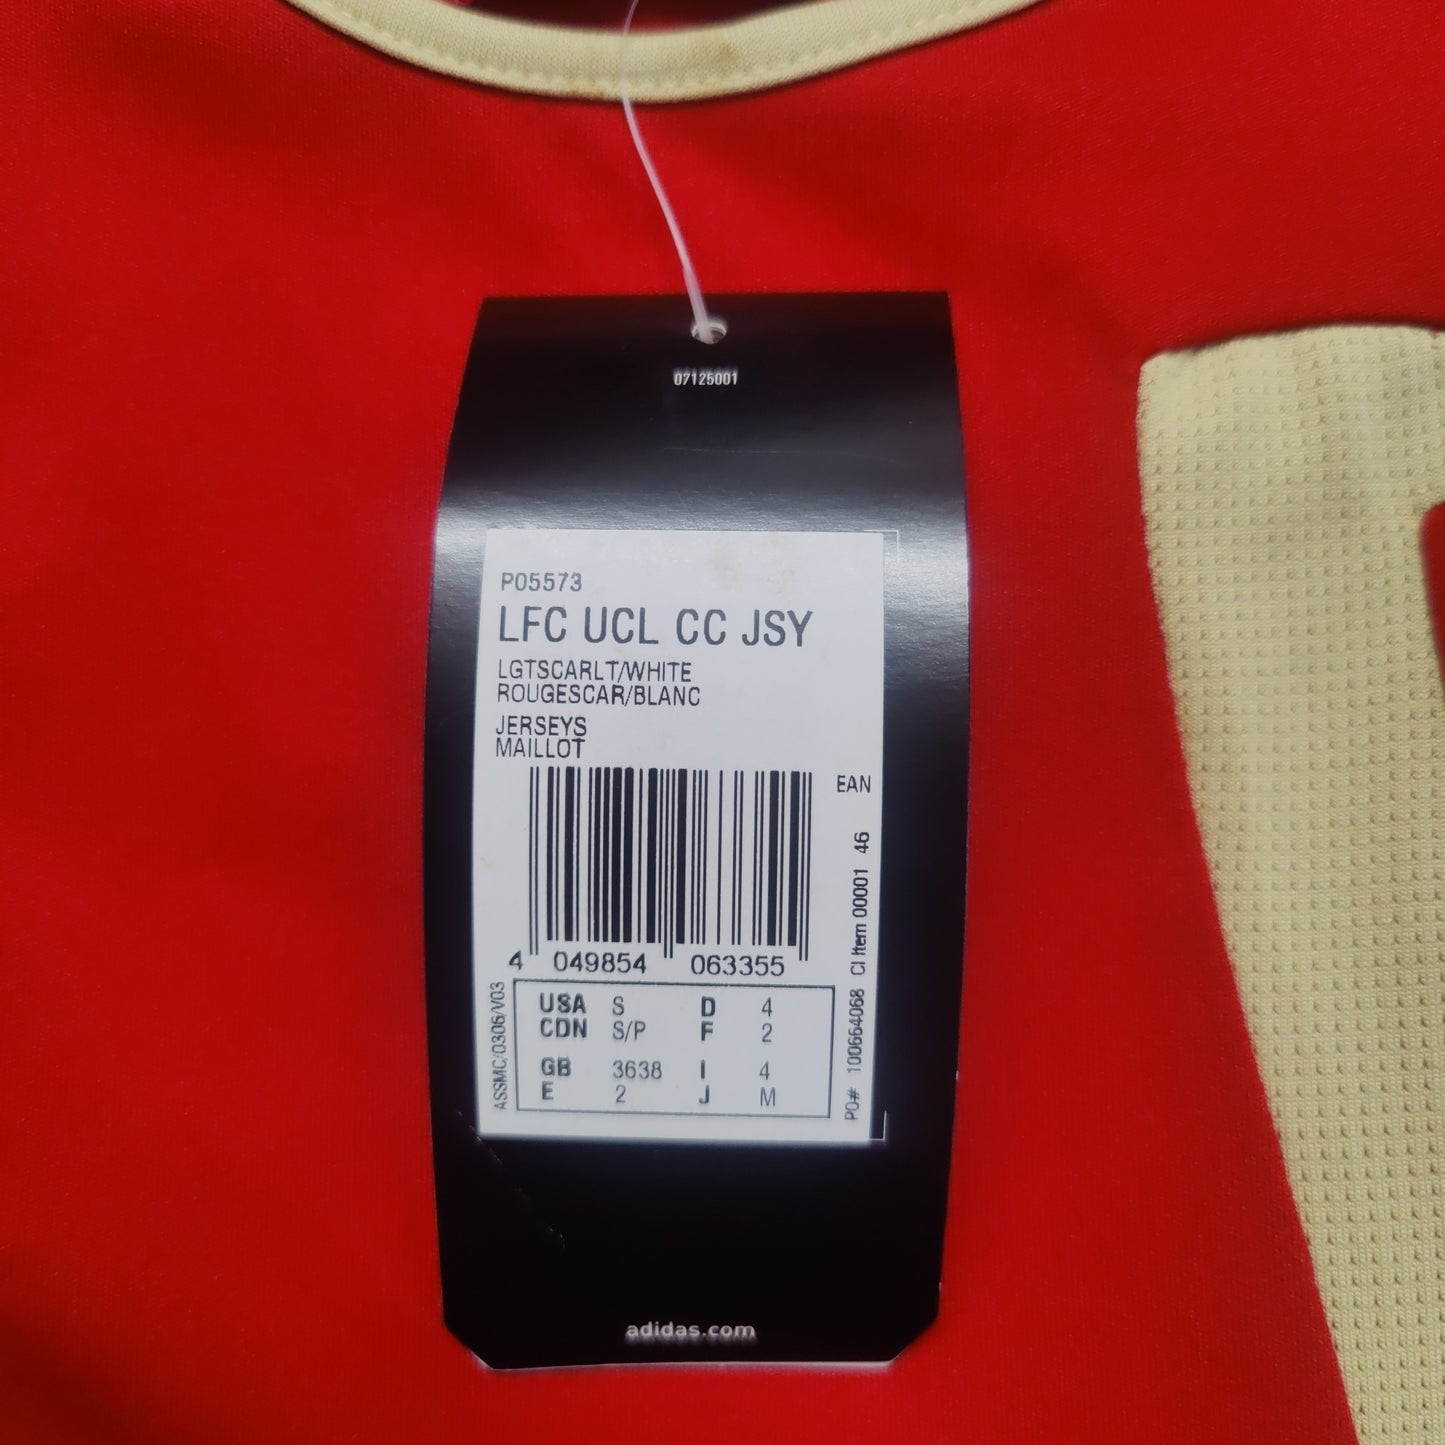 07125001
P05573
LFC UCL CC JSY
LGTSCARLT/WHITE
ROUGESCAR/BLANC
JERSEYS
MAILLOT
EAN
4 049854 063355
USA S D 4
CDN S/P F 2
GB 3638 I 4
E 2 J M
ASSMC/0306/V03
PO# 100664068 CI Item 00001 46
adidas.com